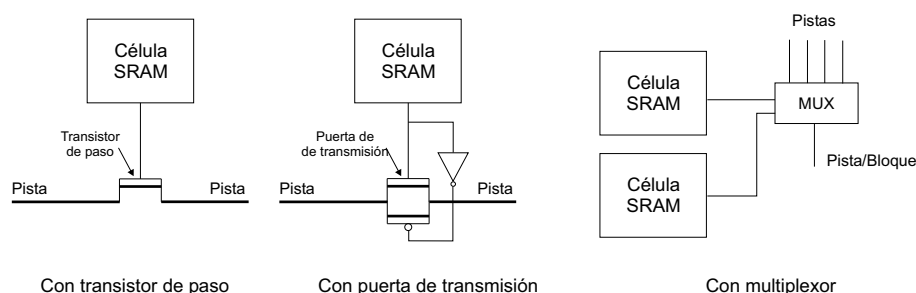 Célula
SRAM
Transistor
de paso
Pista
Pista
Con transistor de paso
Célula
SRAM
Puerta de
de transmisión
Pista
Pista
Con puerta de transmisión
Pistas
Célula
SRAM
MUX
Pista/Bloque
Célula
SRAM
Con multiplexor